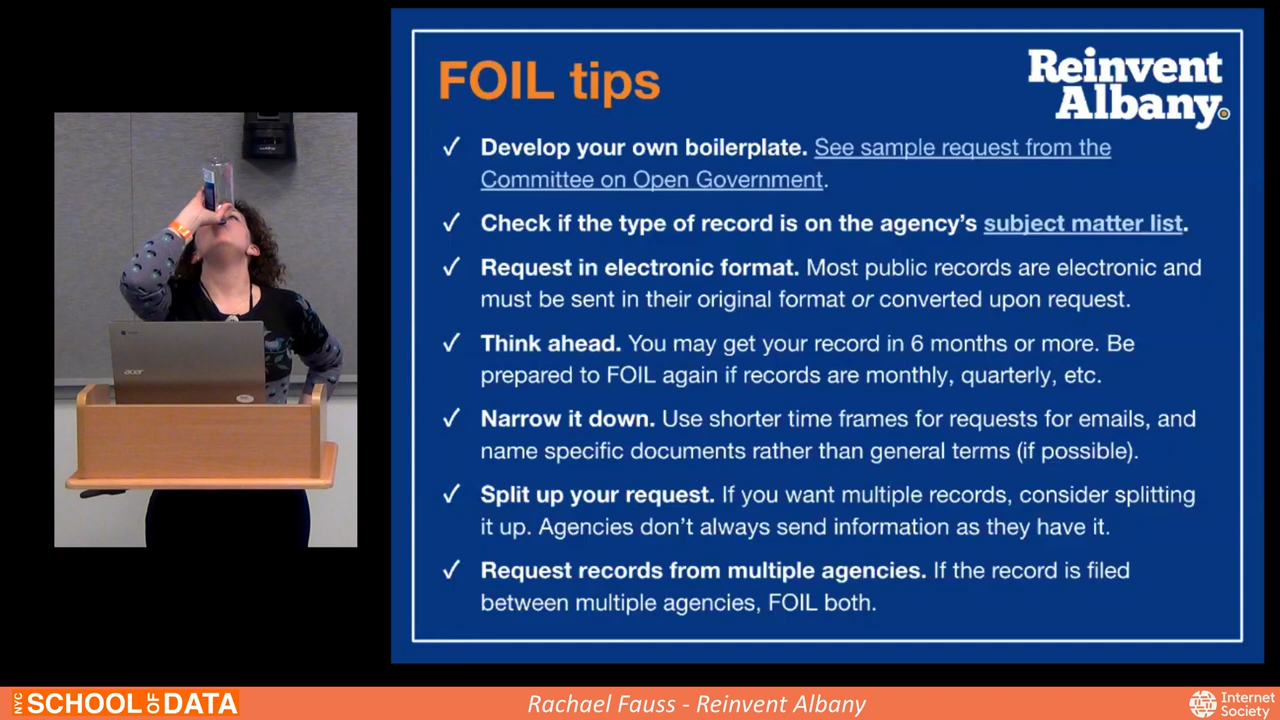 FOIL tips
Reinvent
Albany
✓ Develop your own boilerplate. See sample request from the
Committee on Open Government.
✓ Check if the type of record is on the agency's subject matter list.
✓ Request in electronic format. Most public records are electronic and
must be sent in their original format or converted upon request.
✓ Think ahead. You may get your record in 6 months or more. Be
prepared to FOIL again if records are monthly, quarterly, etc.
✓ Narrow it down. Use shorter time frames for requests for emails, and
name specific documents rather than general terms (if possible).
✓ Split up your request. If you want multiple records, consider splitting
it up. Agencies don't always send information as they have it.
✓ Request records from multiple agencies. If the record is filed
between multiple agencies, FOIL both.
acer
NYC SCHOOL OF DATA
Rachael Fauss - Reinvent Albany
Internet
Society